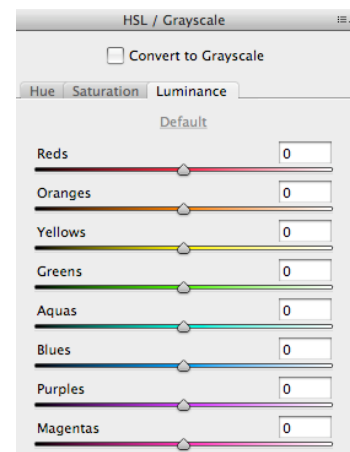 HSL / Grayscale
Convert to Grayscale
Hue Saturation Luminance
Default
Reds 0
Oranges 0
Yellows 0
Greens 0
Aquas 0
Blues 0
Purples 0
Magentas 0